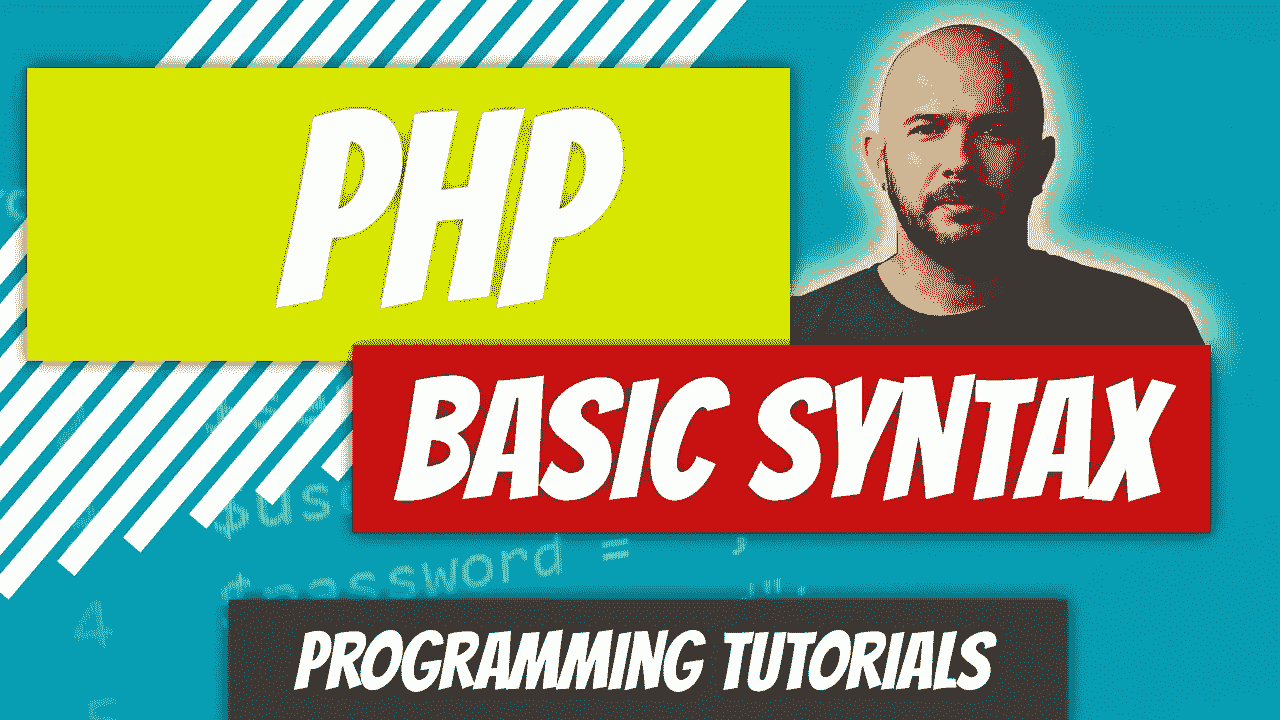 PHP
BASIC SYNTAX
$password = " ";
4
PROGRAMMING TUTORIALS